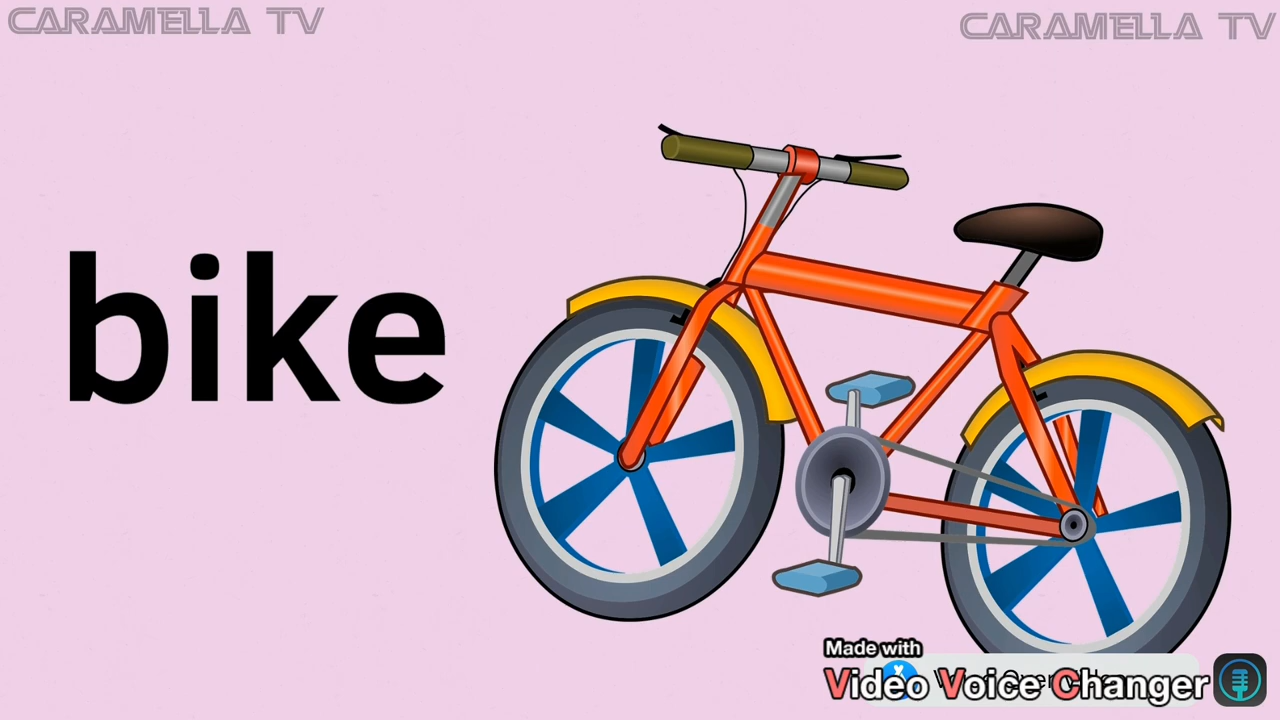 CARAMELLA TV
CARAMELLA TV
bike
Made with
Video Voice Changer